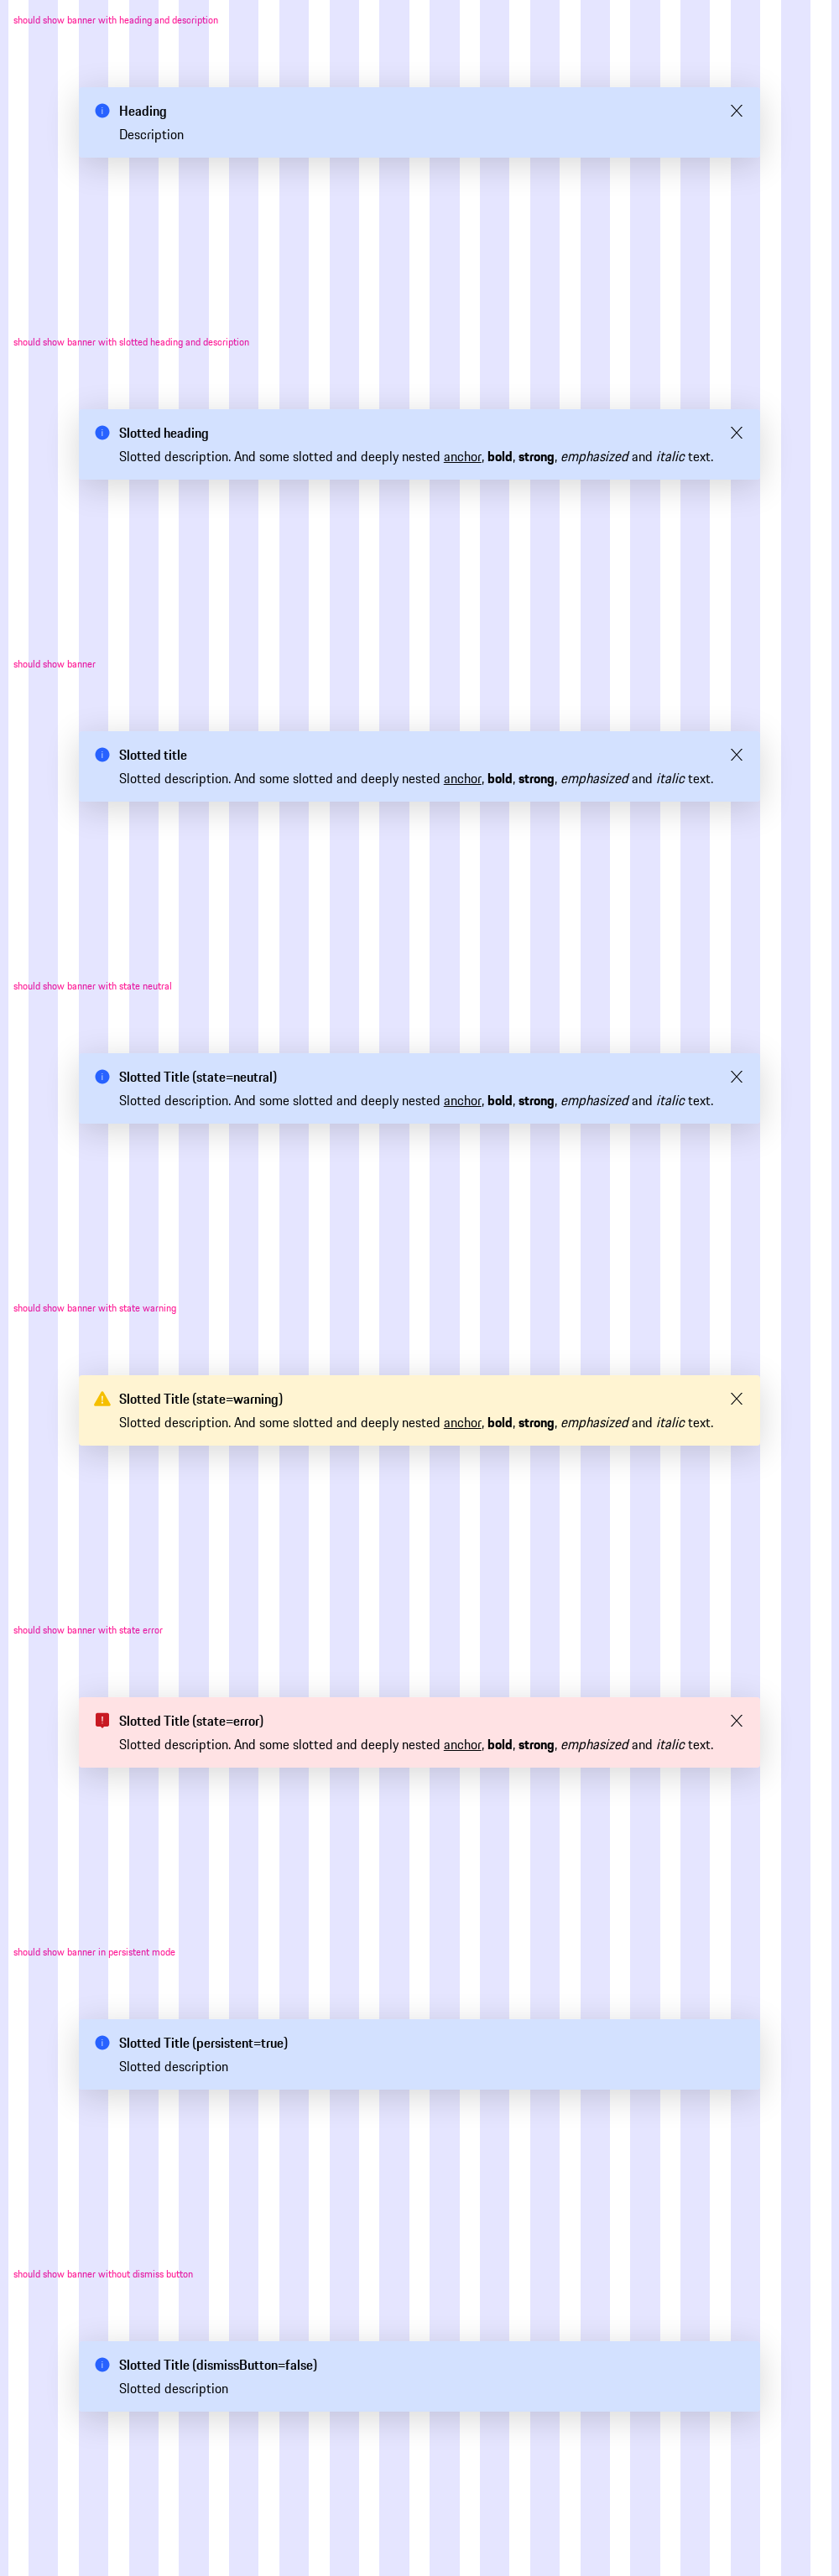 should show banner with heading and description
Heading
Description
should show banner with slotted heading and description
Slotted heading
Slotted description. And some slotted and deeply nested anchor, bold, strong, emphasized and italic text.
should show banner
Slotted title
Slotted description. And some slotted and deeply nested anchor, bold, strong, emphasized and italic text.
should show banner with state neutral
Slotted Title (state=neutral)
Slotted description. And some slotted and deeply nested anchor, bold, strong, emphasized and italic text.
should show banner with state warning
Slotted Title (state=warning)
Slotted description. And some slotted and deeply nested anchor, bold, strong, emphasized and italic text.
should show banner with state error
Slotted Title (state=error)
Slotted description. And some slotted and deeply nested anchor, bold, strong, emphasized and italic text.
should show banner in persistent mode
Slotted Title (persistent=true)
Slotted description
should show banner without dismiss button
Slotted Title (dismissButton=false)
Slotted description